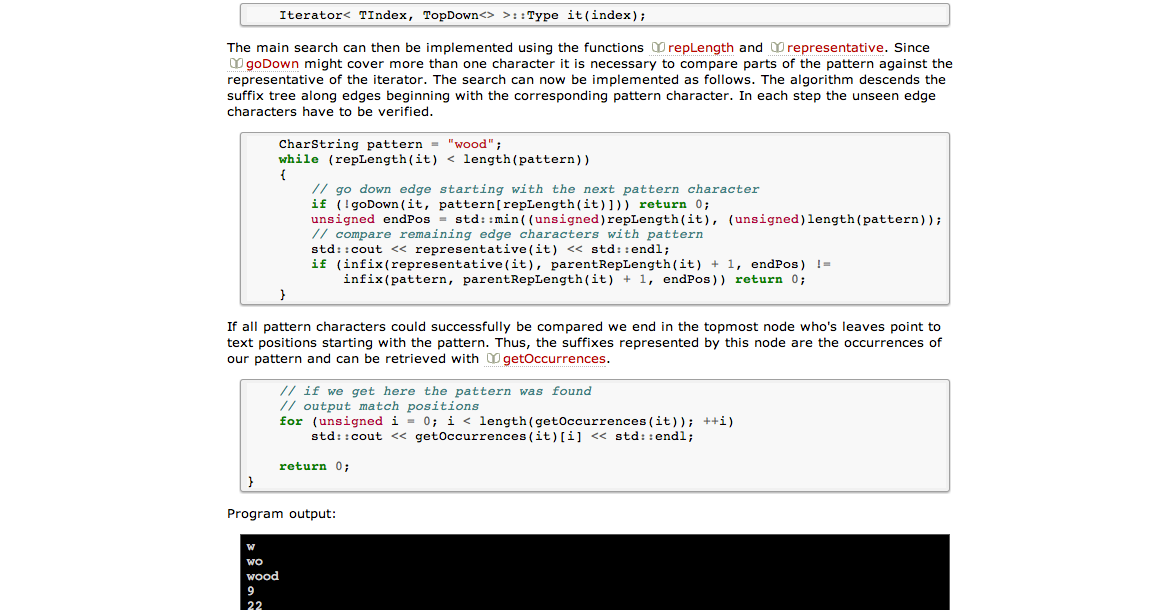 Iterator< TIndex, TopDown<> >::Type it(index);
The main search can then be implemented using the functions repLength and representative. Since
goDown might cover more than one character it is necessary to compare parts of the pattern against the
representative of the iterator. The search can now be implemented as follows. The algorithm descends the
suffix tree along edges beginning with the corresponding pattern character. In each step the unseen edge
characters have to be verified.
CharString pattern = "wood";
while (repLength(it) < length(pattern))
{
// go down edge starting with the next pattern character
if (!goDown(it, pattern[repLength(it)])) return 0;
unsigned endPos = std::min((unsigned)repLength(it), (unsigned)length(pattern));
// compare remaining edge characters with pattern
std::cout << representative(it) << std::endl;
if (infix(representative(it), parentRepLength(it) + 1, endPos) !=
infix(pattern, parentRepLength(it) + 1, endPos)) return 0;
}
If all pattern characters could successfully be compared we end in the topmost node who's leaves point to
text positions starting with the pattern. Thus, the suffixes represented by this node are the occurrences of
our pattern and can be retrieved with getOccurrences.
// if we get here the pattern was found
// output match positions
for (unsigned i = 0; i < length(getOccurrences(it)); ++i)
std::cout << getOccurrences(it)[i] << std::endl;
return 0;
}
Program output:
w
wo
wood
9
22